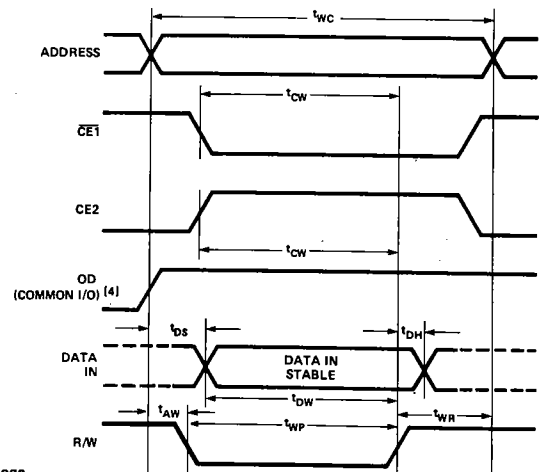 tWC
ADDRESS
tCW
CE1
CE2
tCW
OD
(COMMON I/O) [4]
tDS
tDH
DATA
IN
DATA IN
STABLE
tDW
tAW
tWP
tWR
R/W